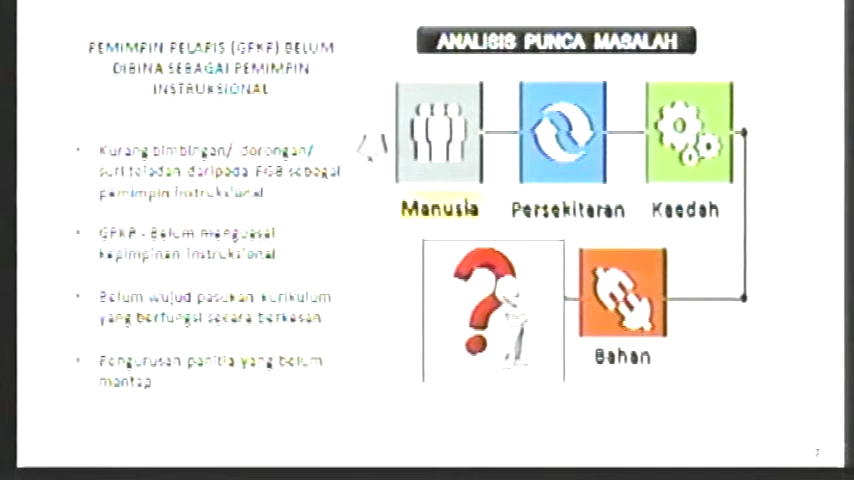 PEMIMPIN PELAPIS (GPKP) BELUM
DIBINA SEBAGAI PEMIMPIN
INSTRUKSIONAL
ANALISIS PUNCA MASALAH
Kurang bimbingan/ dorongan/
suri teladan daripada PGB sebagai
pemimpin instruksional
GPKP - Belum menguasai
kepimpinan instruksional
Belum wujud pasukan kurikulum
yang berfungsi secara berkesan
Pengurusan panitia yang belum
mantap
Manusia
Persekitaran
Kaedah
Bahan
7